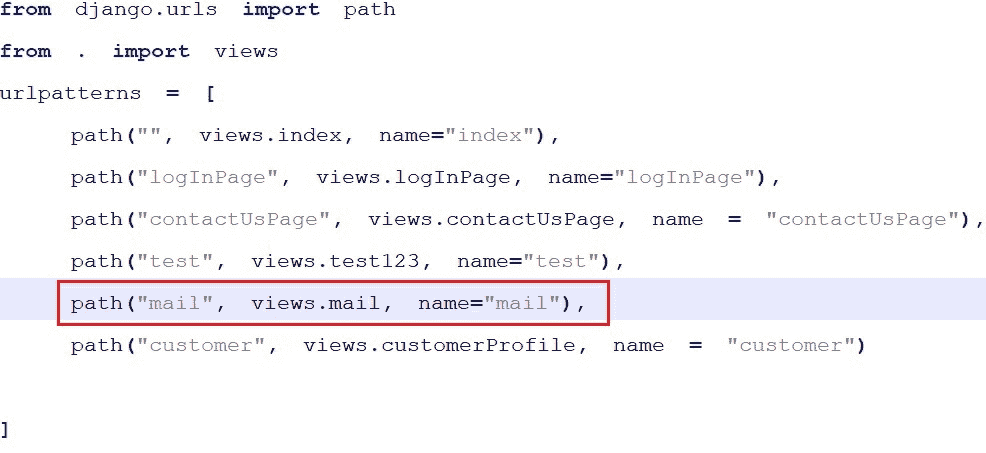 from django.urls import path
from . import views
urlpatterns = [
path("", views.index, name="index"),
path("logInPage", views.logInPage, name="logInPage"),
path("contactUsPage", views.contactUsPage, name = "contactUsPage"),
path("test", views.test123, name="test"),
path("mail", views.mail, name="mail"),
path("customer", views.customerProfile, name = "customer")
]